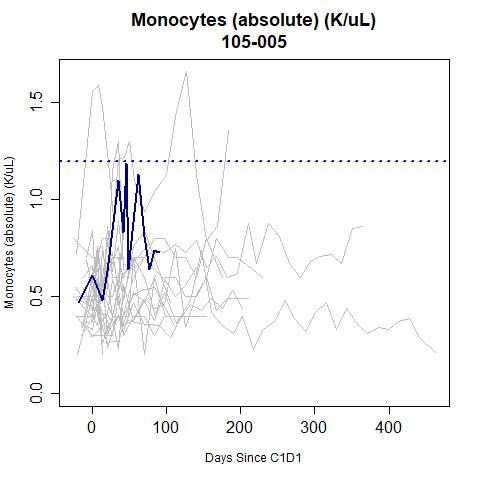 Monocytes (absolute) (K/uL)
105-005
Monocytes (absolute) (K/uL)
1.5
1.0
0.5
0.0
0 100 200 300 400
Days Since C1D1